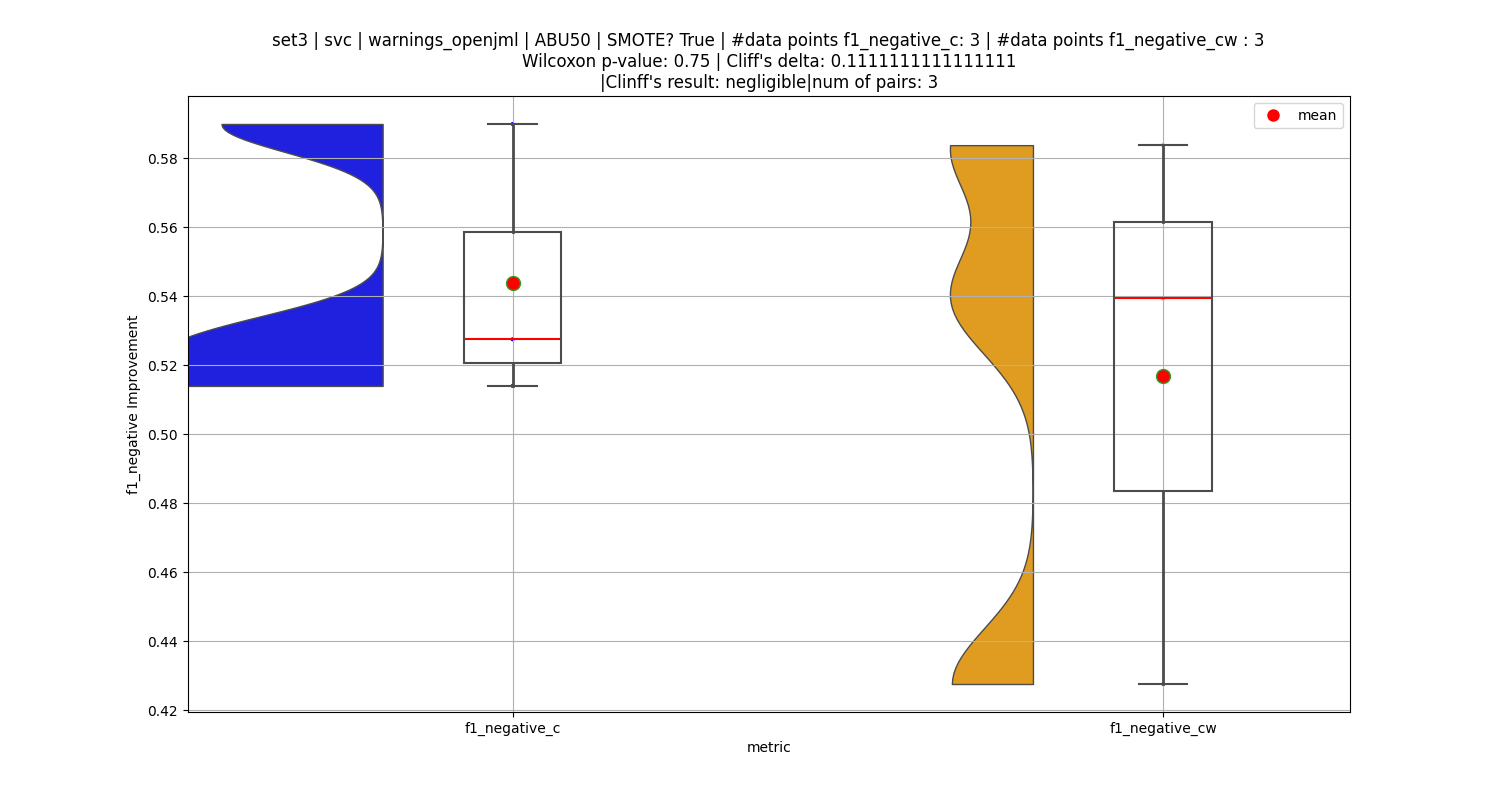 set3 | svc | warnings_openjml | ABU50 | SMOTE? True | #data points f1_negative_c: 3 | #data points f1_negative_cw : 3
Wilcoxon p-value: 0.75 | Cliff's delta: 0.1111111111111111
|Clinff's result: negligible|num of pairs: 3
mean
0.58
0.56
0.54
0.52
0.50
0.48
0.46
0.44
0.42
f1_negative Improvement
f1_negative_c
f1_negative_cw
metric